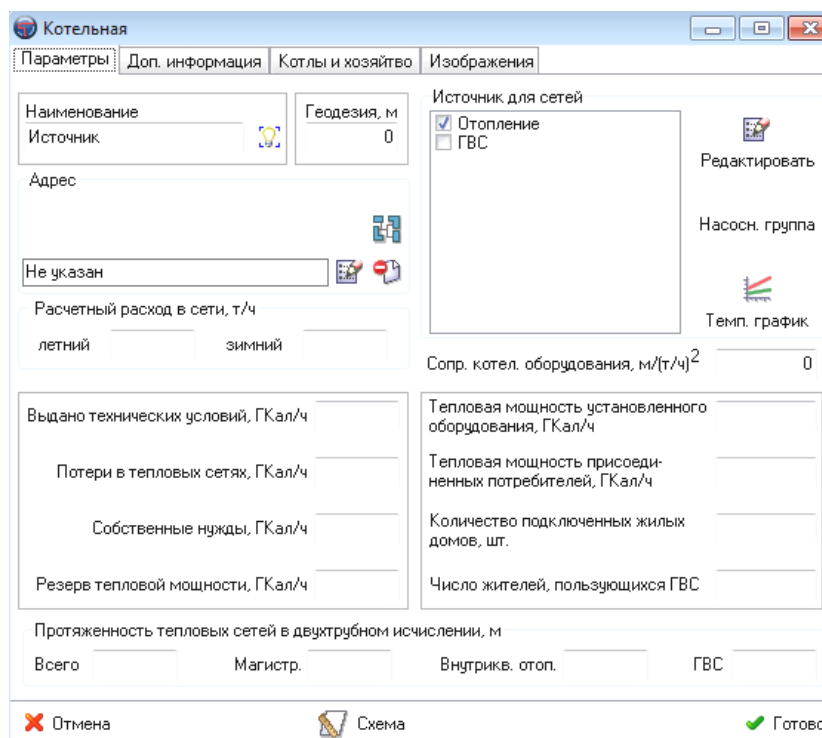 Котельная
Параметры Доп. информация Котлы и хозяйтво Изображения
Наименование
Источник
Геодезия, м
0
Источник для сетей
Отопление
ГВС
Редактировать
Насосн. группа
Темп. график
Адрес
Не указан
Расчетный расход в сети, т/ч
летний зимний
Сопр. котел. оборудования, м/(т/ч)2 0
Выдано технических условий, ГКал/ч
Потери в тепловых сетях, ГКал/ч
Собственные нужды, ГКал/ч
Резерв тепловой мощности, ГКал/ч
Тепловая мощность установленного
оборудования, ГКал/ч
Тепловая мощность присоеди-
ненных потребителей, ГКал/ч
Количество подключенных жилых
домов, шт.
Число жителей, пользующихся ГВС
Протяженность тепловых сетей в двухтрубном исчислении, м
Всего Магистр. Внутрикв. отоп. ГВС
Отмена Схема Готово